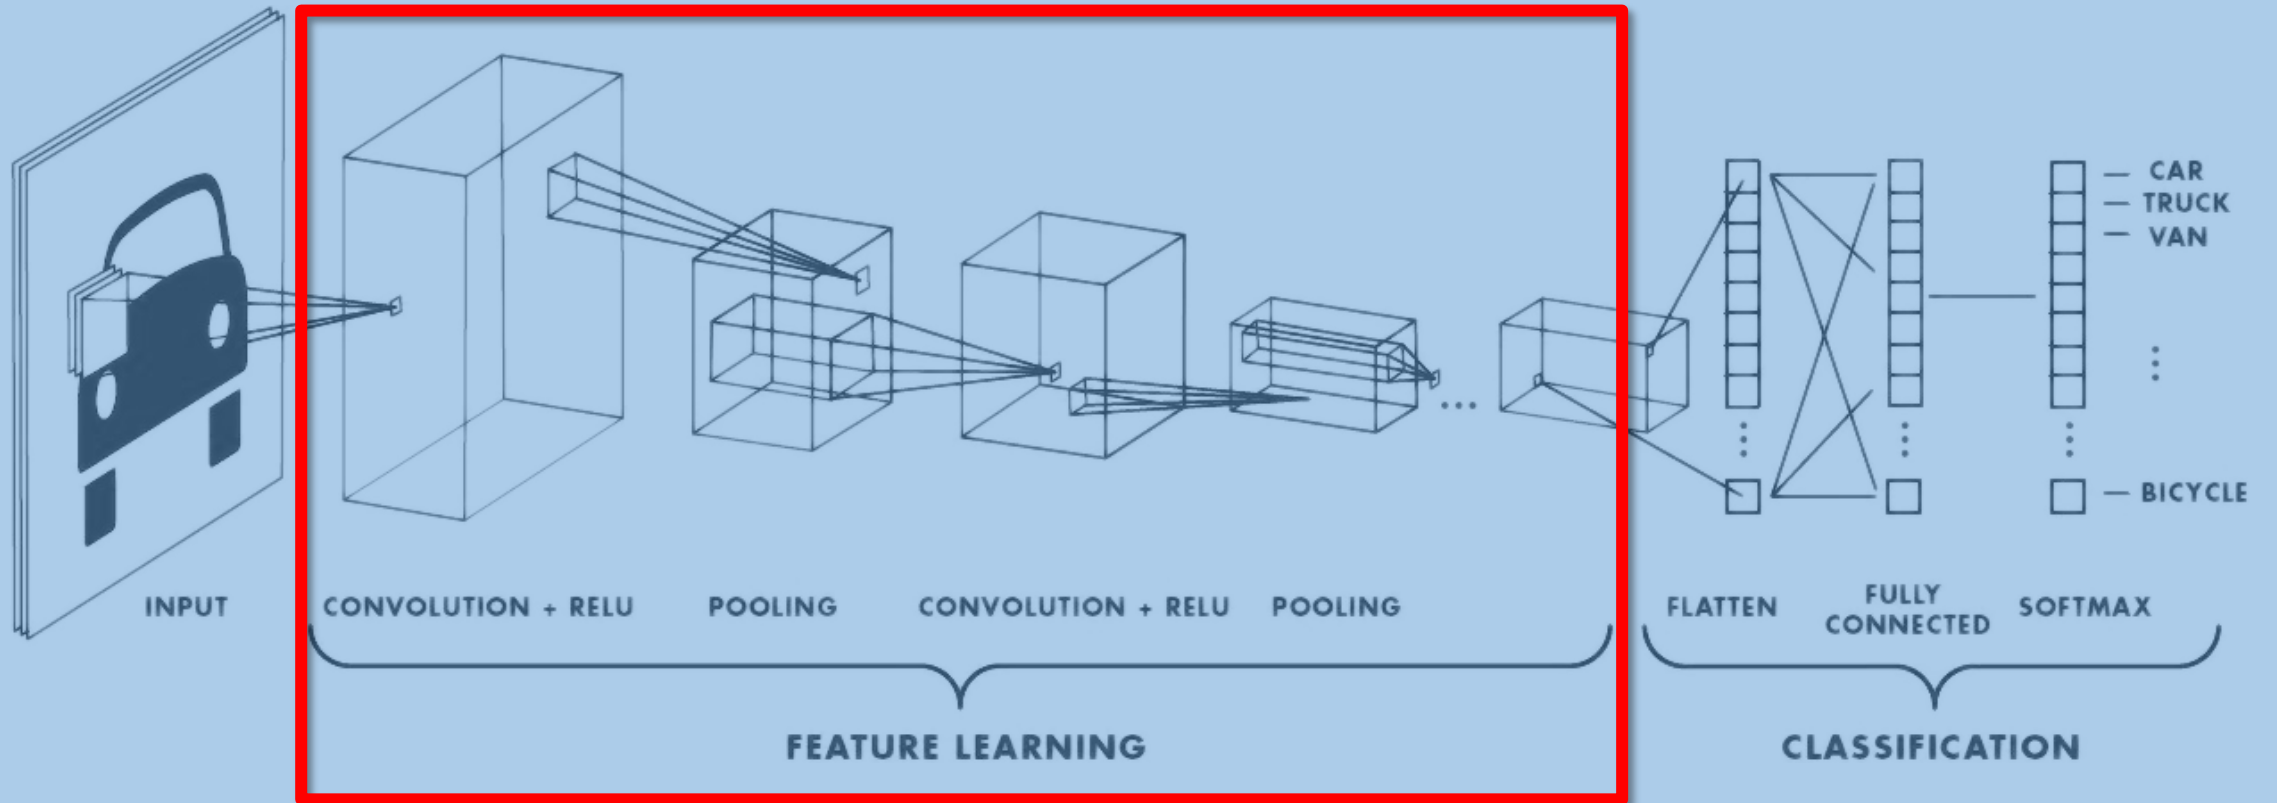 CAR
TRUCK
VAN
BICYCLE
INPUT
CONVOLUTION + RELU
POOLING
CONVOLUTION + RELU
POOLING
FLATTEN
FULLY
CONNECTED
SOFTMAX
FEATURE LEARNING
CLASSIFICATION